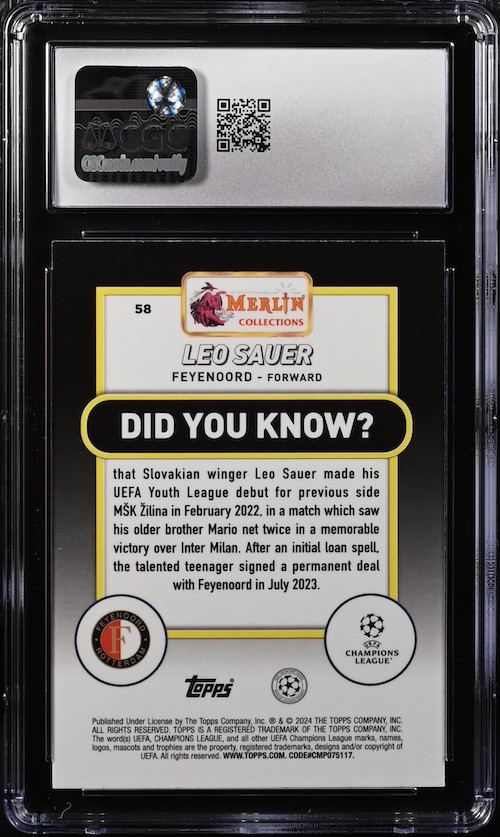 CGC
CGCcards.com/verify
MERLIN
COLLECTIONS
58
LEO SAUER
FEYENOORD - FORWARD
DID YOU KNOW?
that Slovakian winger Leo Sauer made his
UEFA Youth League debut for previous side
MŠK Žilina in February 2022, in a match which saw
his older brother Mario net twice in a memorable
victory over Inter Milan. After an initial loan spell,
the talented teenager signed a permanent deal
with Feyenoord in July 2023.
FEYENOORD
F
ROTTERDAM
UEFA
CHAMPIONS
LEAGUE
topps
Published Under License by The Topps Company, Inc. ® & © 2024 THE TOPPS COMPANY, INC.
ALL RIGHTS RESERVED. TOPPS IS A REGISTERED TRADEMARK OF THE TOPPS COMPANY, INC.
The word(s) UEFA, CHAMPIONS LEAGUE, and all other UEFA Champions League marks, names,
logos, mascots and trophies are the property, registered trademarks, designs and/or copyright of
UEFA. All rights reserved. WWW.TOPPS.COM. CODE#CMP075117.